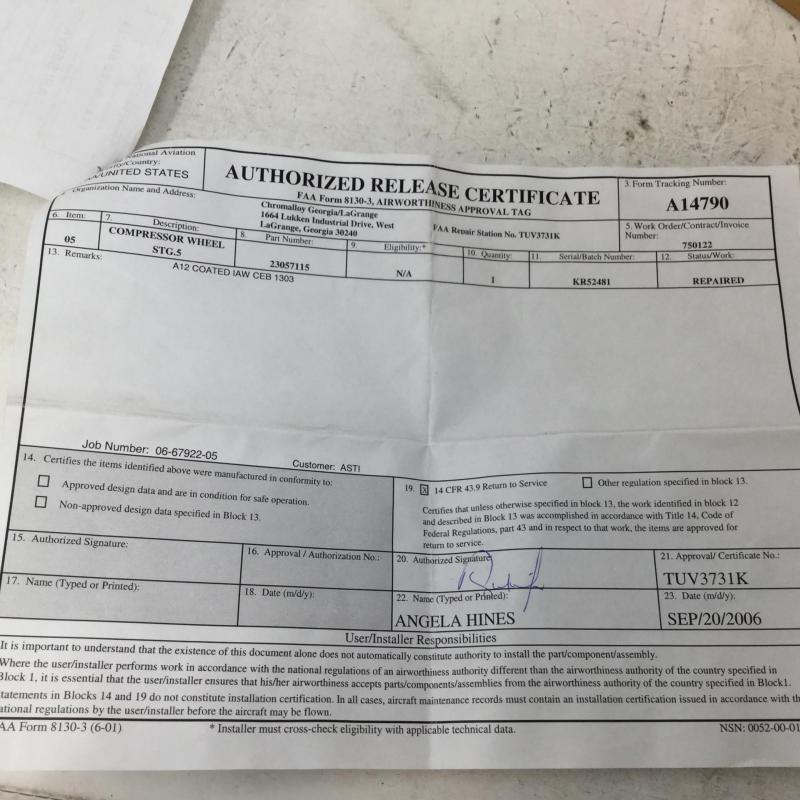 National Aviation
/Country:
UNITED STATES
AUTHORIZED RELEASE CERTIFICATE
FAA Form 8130-3, AIRWORTHINESS APPROVAL TAG
3. Form Tracking Number:
A14790
Organization Name and Address:
Chromalloy Georgia/LaGrange
1664 Lukken Industrial Drive, West
LaGrange, Georgia 30240
FAA Repair Station No. TUV3731K
5. Work Order/Contract/Invoice
Number:
750122
6. Item:
05
7. Description:
COMPRESSOR WHEEL
STG.5
8. Part Number:
23057115
9. Eligibility:*
N/A
10. Quantity:
1
11. Serial/Batch Number:
KR52481
12. Status/Work:
REPAIRED
13. Remarks:
A12 COATED IAW CEB 1303
Job Number: 06-67922-05
Customer: ASTI
14. Certifies the items identified above were manufactured in conformity to:
Approved design data and are in condition for safe operation.
Non-approved design data specified in Block 13.
19. X 14 CFR 43.9 Return to Service
Other regulation specified in block 13.
Certifies that unless otherwise specified in block 13, the work identified in block 12
and described in Block 13 was accomplished in accordance with Title 14, Code of
Federal Regulations, part 43 and in respect to that work, the items are approved for
return to service.
15. Authorized Signature:
16. Approval / Authorization No.:
20. Authorized Signature
21. Approval/ Certificate No.:
TUV3731K
17. Name (Typed or Printed):
18. Date (m/d/y):
22. Name (Typed or Printed):
ANGELA HINES
23. Date (m/d/y):
SEP/20/2006
User/Installer Responsibilities
It is important to understand that the existence of this document alone does not automatically constitute authority to install the part/component/assembly.
Where the user/installer performs work in accordance with the national regulations of an airworthiness authority different than the airworthiness authority of the country specified in
Block 1, it is essential that the user/installer ensures that his/her airworthiness accepts parts/components/assemblies from the airworthiness authority of the country specified in Block1.
tatements in Blocks 14 and 19 do not constitute installation certification. In all cases, aircraft maintenance records must contain an installation certification issued in accordance with th
ational regulations by the user/installer before the aircraft may be flown.
AA Form 8130-3 (6-01)
* Installer must cross-check eligibility with applicable technical data.
NSN: 0052-00-01